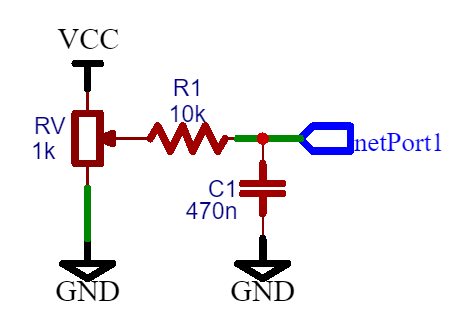 VCC
R1
10k
RV
1k
netPort1
C1
470n
GND
GND